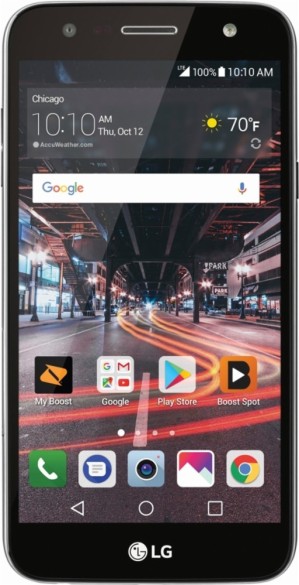 LTE 100% 10:10 AM
Chicago
10:10 AM
Thu, Oct 12
AccuWeather.com
70°F
Google
PARK
PARK
My Boost
Google
Play Store
Boost Spot
LG